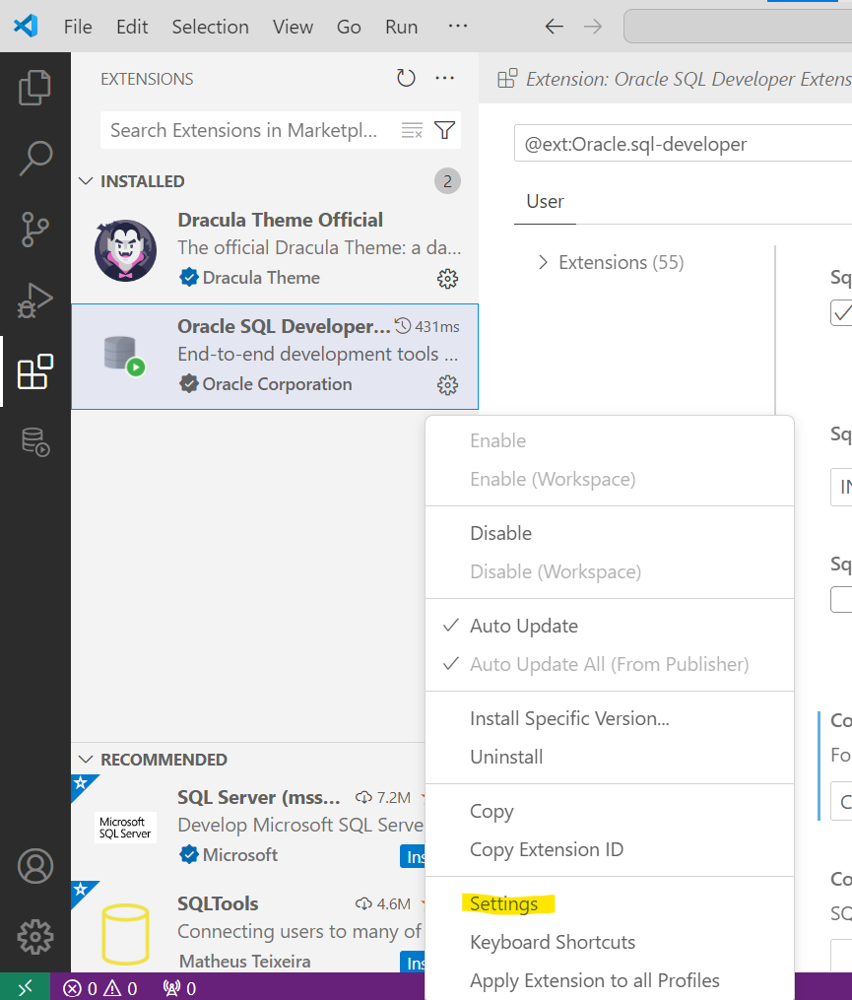 File Edit Selection View Go Run ···
EXTENSIONS
Search Extensions in Marketpl...
INSTALLED 2
Dracula Theme Official
The official Dracula Theme: a da...
Dracula Theme
Oracle SQL Developer... 431ms
End-to-end development tools ...
Oracle Corporation
RECOMMENDED
SQL Server (mss... 7.2M
Microsoft
SQL Server
Develop Microsoft SQL Serve
Microsoft
Ins
SQLTools 4.6M
Connecting users to many of
Matheus Teixeira
Ins
0 0 0
Extension: Oracle SQL Developer Extens
@ext:Oracle.sql-developer
User
Extensions (55)
Sq
Sq
IN
Sq
Co
Fo
C
Co
SQ
Enable
Enable (Workspace)
Disable
Disable (Workspace)
Auto Update
Auto Update All (From Publisher)
Install Specific Version...
Uninstall
Copy
Copy Extension ID
Settings
Keyboard Shortcuts
Apply Extension to all Profiles